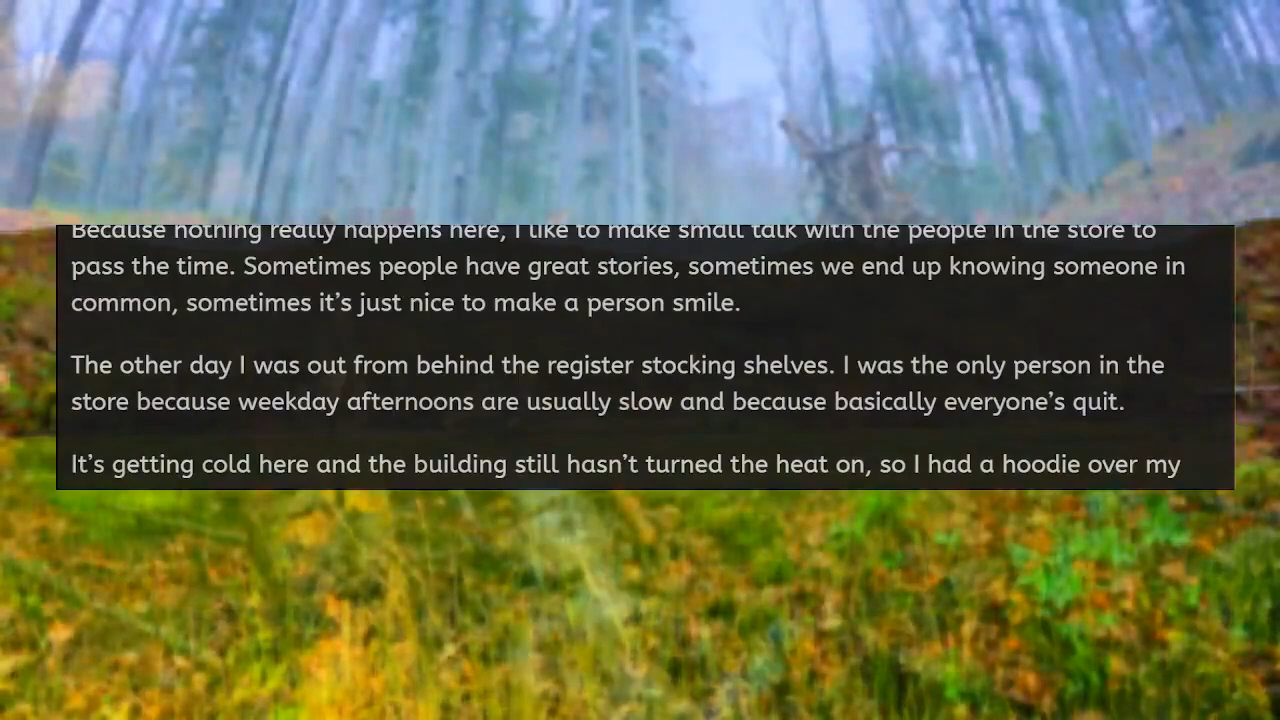 Because nothing really happens here, I like to make small talk with the people in the store to
pass the time. Sometimes people have great stories, sometimes we end up knowing someone in
common, sometimes it’s just nice to make a person smile.
The other day I was out from behind the register stocking shelves. I was the only person in the
store because weekday afternoons are usually slow and because basically everyone’s quit.
It’s getting cold here and the building still hasn’t turned the heat on, so I had a hoodie over my